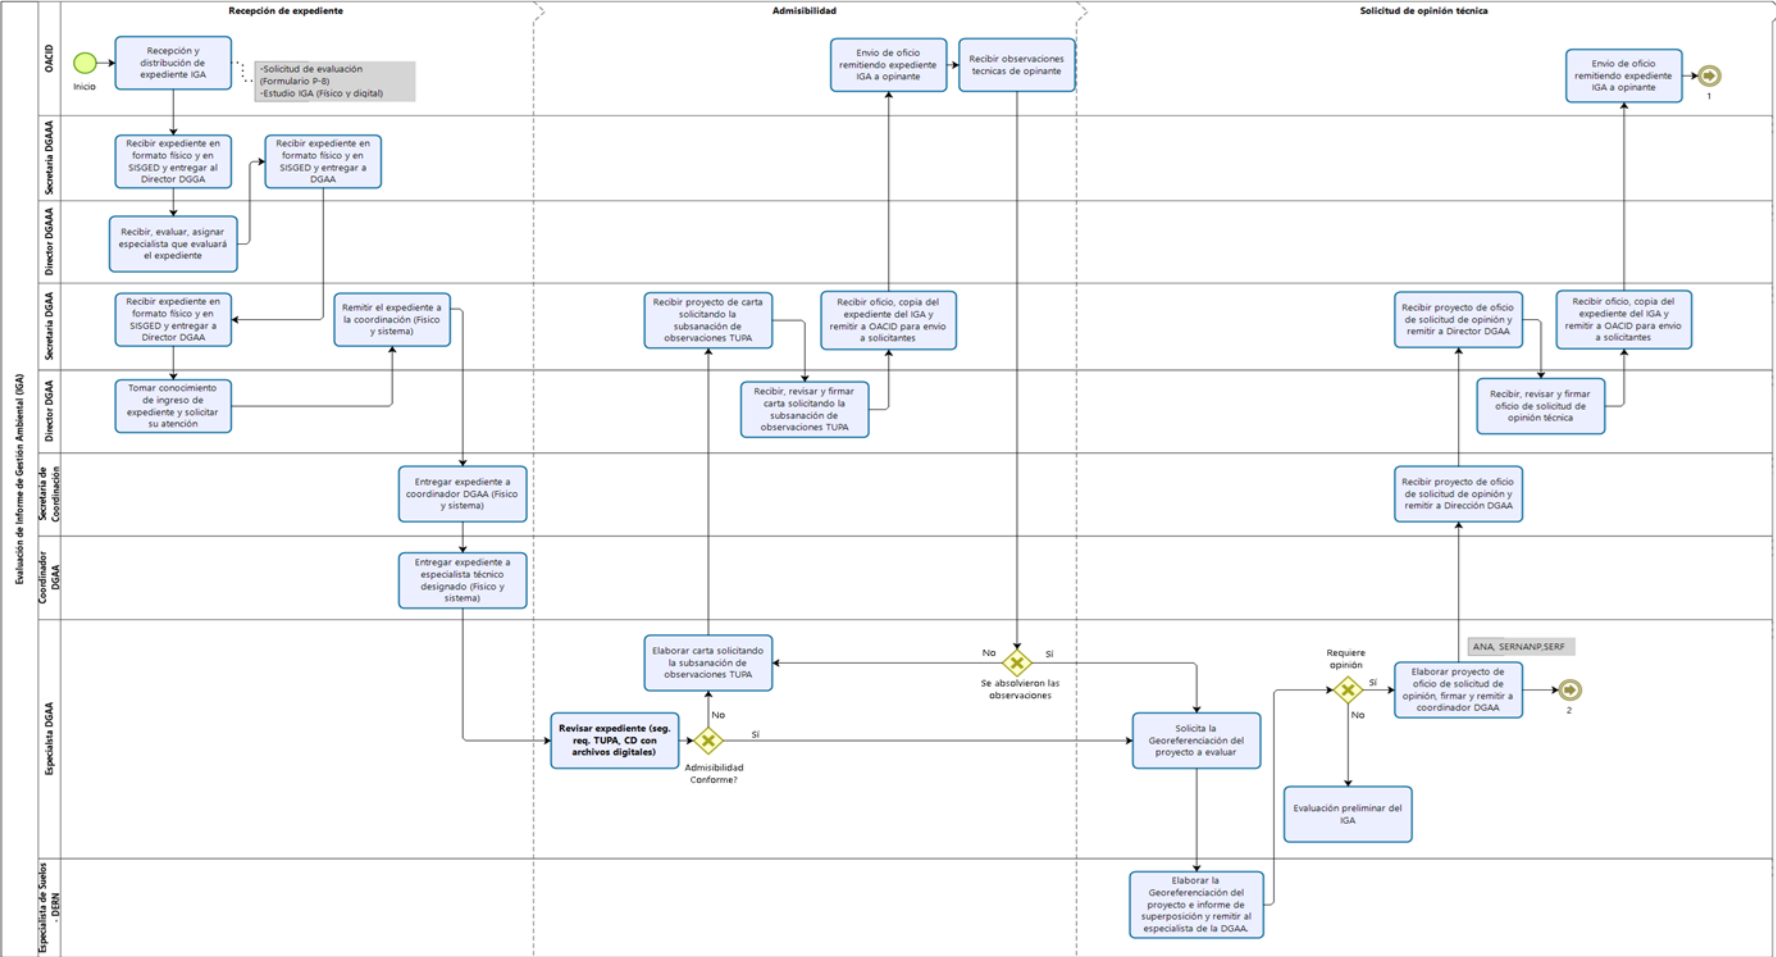 Recepción de expediente
Admisibilidad
Solicitud de opinión técnica
Evaluación de Informe de Gestión Ambiental (IGA)
OACID
Inicio
Recepción y
distribución de
expediente IGA
-Solicitud de evaluación
(Formulario P-8)
-Estudio IGA (Físico y digital)
Envio de oficio
remitiendo expediente
IGA a opinante
Recibir observaciones
tecnicas de opinante
Envio de oficio
remitiendo expediente
IGA a opinante
1
Secretaria DGAAA
Recibir expediente en
formato físico y en
SISGED y entregar al
Director DGGA
Recibir expediente en
formato físico y en
SISGED y entregar a
DGAA
Director DGAAA
Recibir, evaluar, asignar
especialista que evaluará
el expediente
Secretaria DGAA
Recibir expediente en
formato físico y en
SISGED y entregar a
Director DGAA
Remitir el expediente a
la coordinación (Fisico
y sistema)
Recibir proyecto de carta
solicitando la
subsanación de
observaciones TUPA
Recibir oficio, copia del
expediente del IGA y
remitir a OACID para envio
a solicitantes
Recibir proyecto de oficio
de solicitud de opinión y
remitir a Director DGAA
Recibir oficio, copia del
expediente del IGA y
remitir a OACID para envio
a solicitantes
Director DGAA
Tomar conocimiento
de ingreso de
expediente y solicitar
su atención
Recibir, revisar y firmar
carta solicitando la
subsanación de
observaciones TUPA
Recibir, revisar y firmar
oficio de solicitud de
opinión técnica
Secretaria de
Coordinación
Entregar expediente a
coordinador DGAA (Fisico
y sistema)
Recibir proyecto de oficio
de solicitud de opinión y
remitir a Dirección DGAA
Coordinador
DGAA
Entregar expediente a
especialista técnico
designado (Fisico y
sistema)
Especialista DGAA
Elaborar carta solicitando
la subsanación de
observaciones TUPA
No
Sí
Se absolvieron las
observaciones
Requiere
opinión
ANA, SERNANP,SERF
Sí
Elaborar proyecto de
oficio de solicitud de
opinión, firmar y remitir a
coordinador DGAA
2
No
No
Revisar expediente (seg.
req. TUPA, CD con
archivos digitales)
Sí
Admisibilidad
Conforme?
Solicita la
Georeferenciación del
proyecto a evaluar
Evaluación preliminar del
IGA
Especialista de Suelos
- DERN
Elaborar la
Georeferenciación del
proyecto e informe de
superposición y remitir al
especialista de la DGAA.